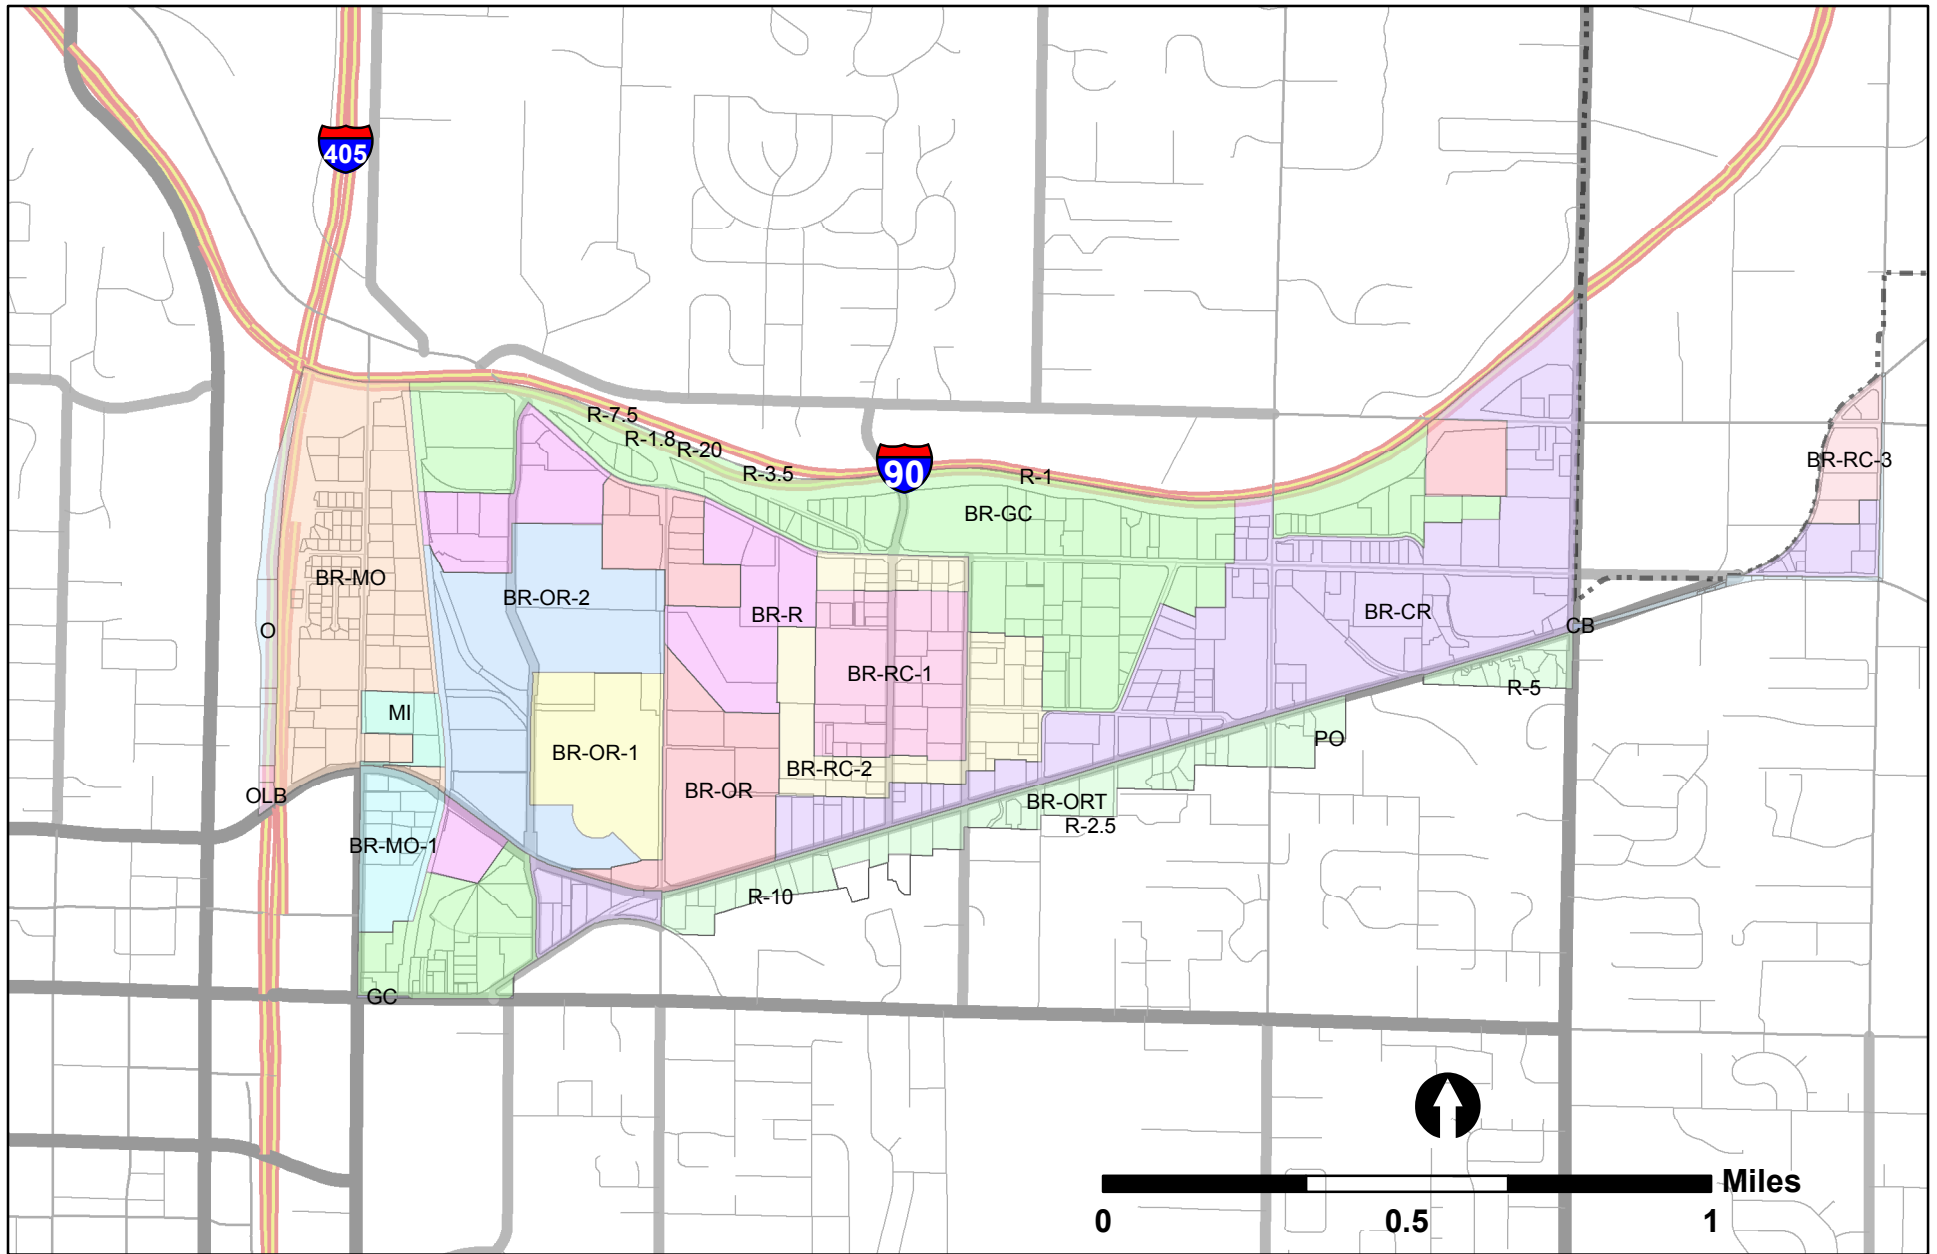 405
R-7.5
R-1.8
R-20
R-3.5
90
R-1
BR-RC-3
BR-GC
BR-MO
BR-OR-2
BR-R
BR-CR
O
CB
BR-RC-1
R-5
MI
BR-OR-1
PO
BR-RC-2
OLB
BR-OR
BR-ORT
R-2.5
BR-MO-1
R-10
GC
Miles
0 0.5 1